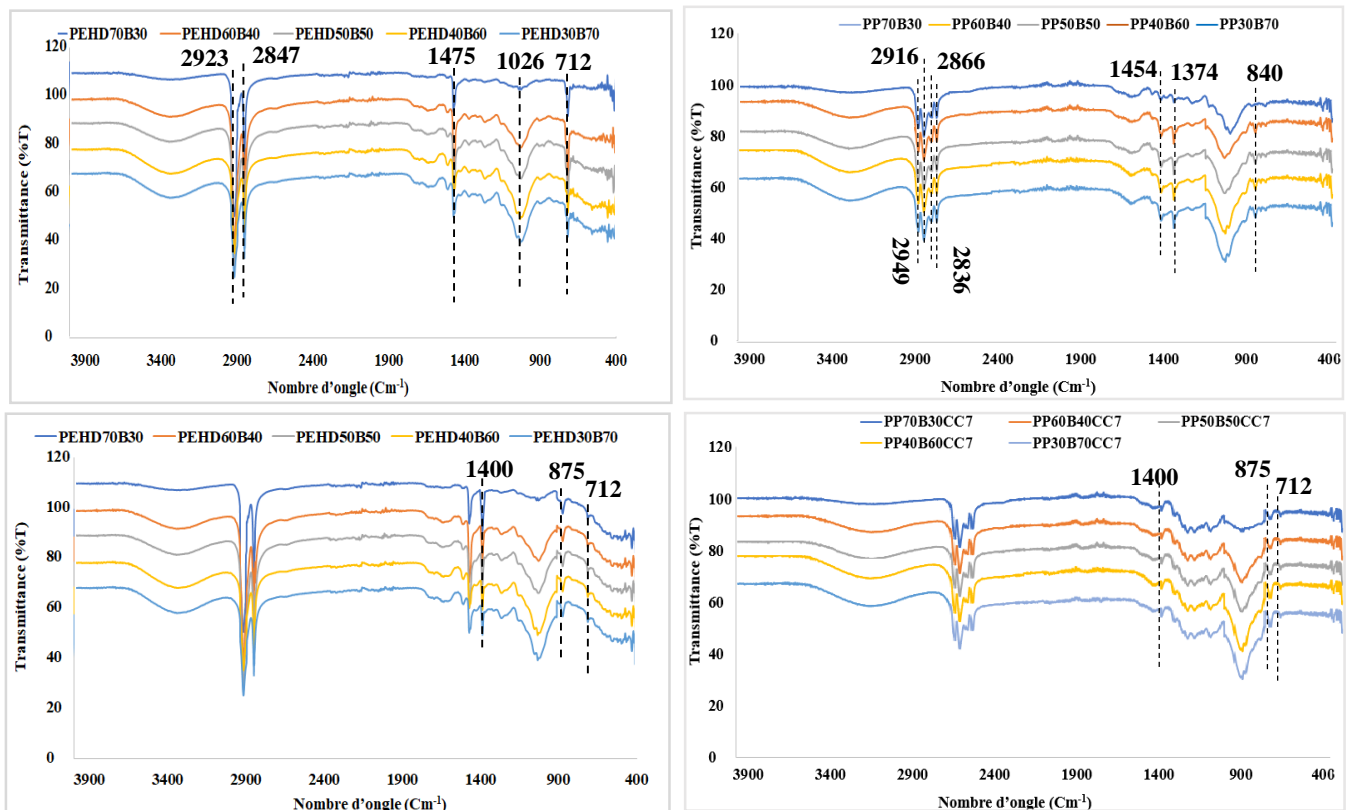 PEHD70B30 PEHD60B40 PEHD50B50 PEHD40B60 PEHD30B70
120
100
80
60
40
20
0
2923 2847 1475 1026 712
Transmittance (%T)
3900 3400 2900 2400 1900 1400 900 400
Nombre d'ongle (Cm-1)
PP70B30 PP60B40 PP50B50 PP40B60 PP30B70
120
100
80
60
40
20
0
2916 2866 1454 1374 840
2949 2836
Transmittance (%T)
3900 3400 2900 2400 1900 1400 900 400
Nombre d'ongle (Cm-1)
PEHD70B30 PEHD60B40 PEHD50B50 PEHD40B60 PEHD30B70
120
100
80
60
40
20
0
1400 875 712
Transmittance (%T)
3900 3400 2900 2400 1900 1400 900 400
Nombre d'ongle (Cm-1)
PP70B30CC7 PP60B40CC7 PP50B50CC7
PP40B60CC7 PP30B70CC7
120
100
80
60
40
20
0
1400 875 712
Transmittance (%T)
3900 3400 2900 2400 1900 1400 900 400
Nombre d'ongle (Cm-1)